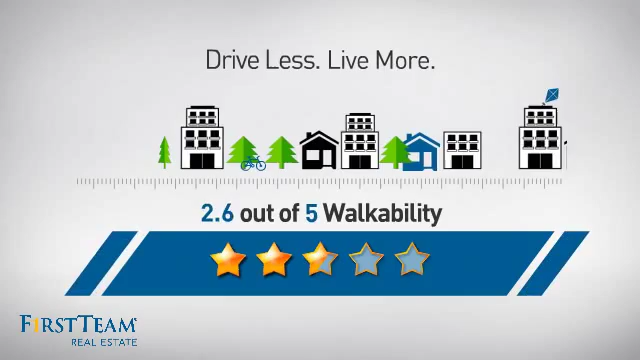 Drive Less. Live More.
2.6 out of 5 Walkability
FIRSTTEAM®
REAL ESTATE